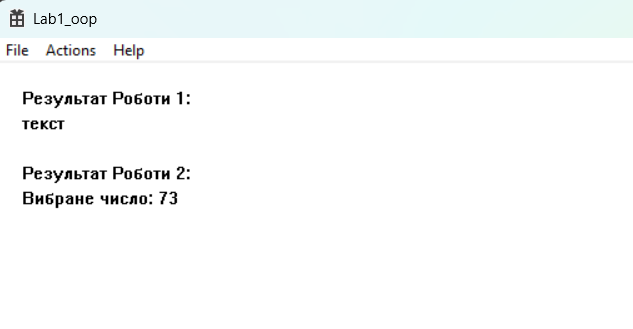 Lab1_oop
File Actions Help
Результат Роботи 1:
текст
Результат Роботи 2:
Вибране число: 73